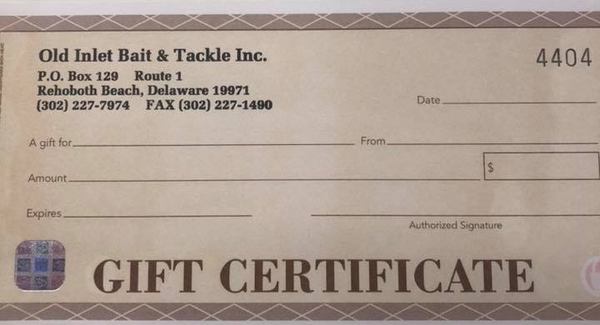 Old Inlet Bait & Tackle Inc.
4404
P.O. Box 129 Route 1
Rehoboth Beach, Delaware 19971
(302) 227-7974 FAX (302) 227-1490
Date
A gift for
From
Amount
$
Expires
Authorized Signature
GIFT CERTIFICATE